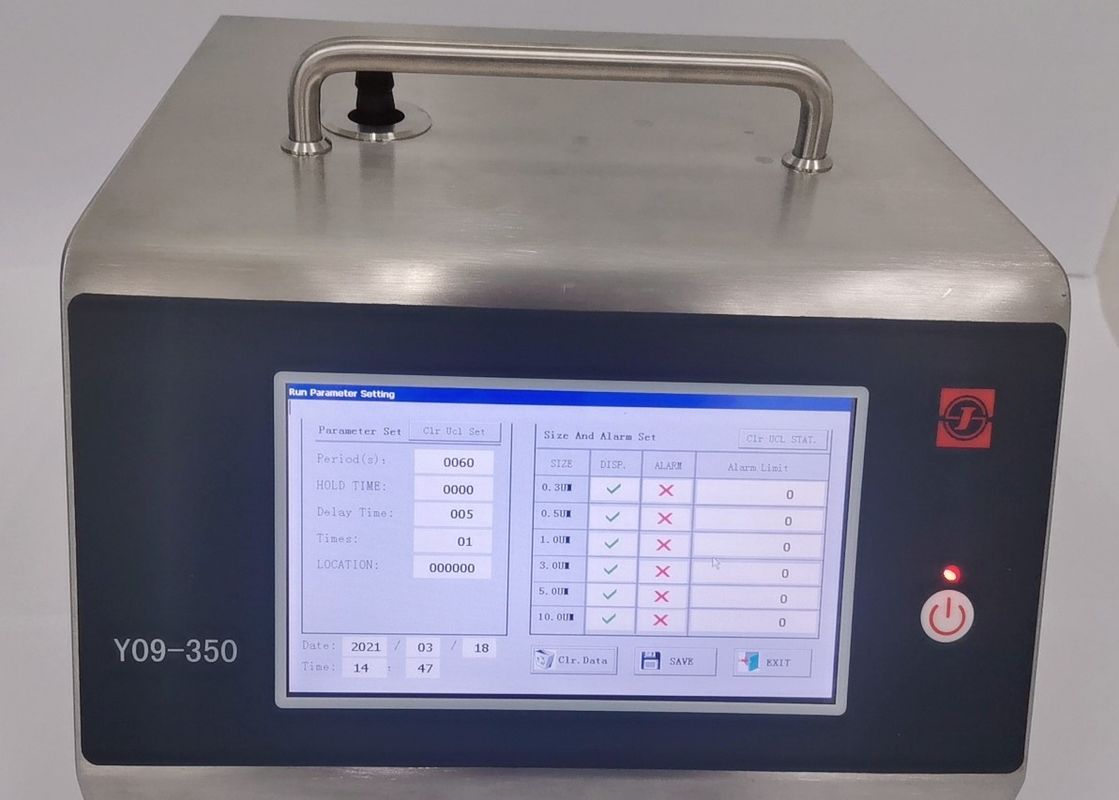 Run Parameter Setting
Parameter Set Clr Ucl Set
Period(s): 0060
HOLD TIME: 0000
Delay Time: 005
Times: 01
LOCATION: 000000
Size And Alarm Set Clr UCL STAT.
SIZE DISP. ALARM Alarm Limit
0.3UM ✓ ✕ 0
0.5UM ✓ ✕ 0
1.0UM ✓ ✕ 0
3.0UM ✓ ✕ 0
5.0UM ✓ ✕ 0
10.0UM ✓ ✕ 0
Date: 2021 / 03 / 18
Time: 14 : 47
Clr.Data SAVE EXIT
Y09-350